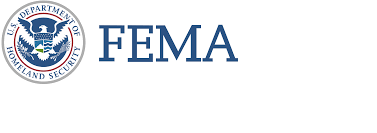 U.S. DEPARTMENT OF
HOMELAND SECURITY
FEMA